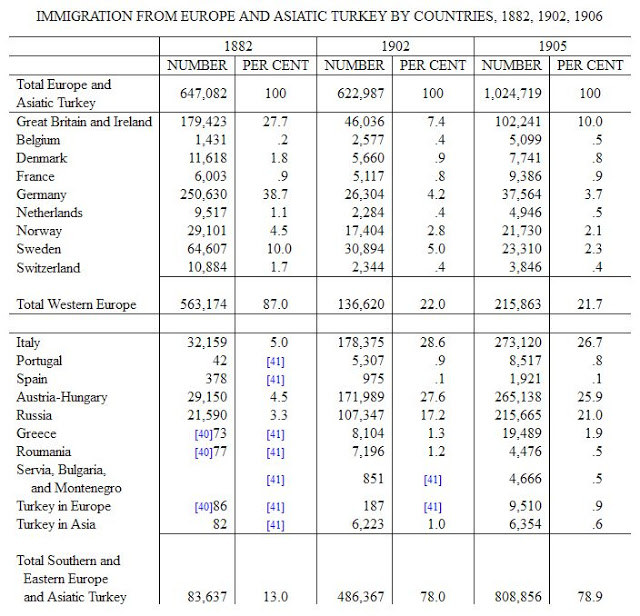 IMMIGRATION FROM EUROPE AND ASIATIC TURKEY BY COUNTRIES, 1882, 1902, 1906
1882 1902 1905
NUMBER PER CENT NUMBER PER CENT NUMBER PER CENT
Total Europe and
Asiatic Turkey 647,082 100 622,987 100 1,024,719 100
Great Britain and Ireland 179,423 27.7 46,036 7.4 102,241 10.0
Belgium 1,431 .2 2,577 .4 5,099 .5
Denmark 11,618 1.8 5,660 .9 7,741 .8
France 6,003 .9 5,117 .8 9,386 .9
Germany 250,630 38.7 26,304 4.2 37,564 3.7
Netherlands 9,517 1.1 2,284 .4 4,946 .5
Norway 29,101 4.5 17,404 2.8 21,730 2.1
Sweden 64,607 10.0 30,894 5.0 23,310 2.3
Switzerland 10,884 1.7 2,344 .4 3,846 .4
Total Western Europe 563,174 87.0 136,620 22.0 215,863 21.7
Italy 32,159 5.0 178,375 28.6 273,120 26.7
Portugal 42 [41] 5,307 .9 8,517 .8
Spain 378 [41] 975 .1 1,921 .1
Austria-Hungary 29,150 4.5 171,989 27.6 265,138 25.9
Russia 21,590 3.3 107,347 17.2 215,665 21.0
Greece [40]73 [41] 8,104 1.3 19,489 1.9
Roumania [40]77 [41] 7,196 1.2 4,476 .5
Servia, Bulgaria,
and Montenegro [41] 851 [41] 4,666 .5
Turkey in Europe [40]86 [41] 187 [41] 9,510 .9
Turkey in Asia 82 [41] 6,223 1.0 6,354 .6
Total Southern and
Eastern Europe
and Asiatic Turkey 83,637 13.0 486,367 78.0 808,856 78.9